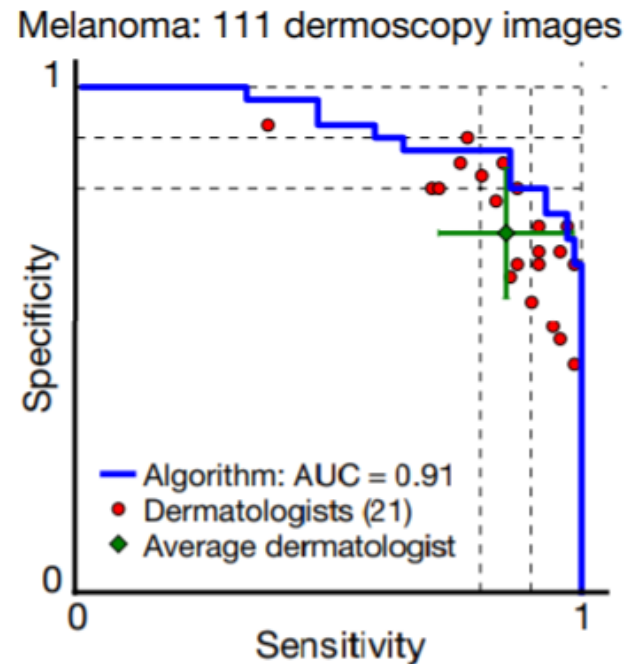 Melanoma: 111 dermoscopy images
1
Specificity
Algorithm: AUC = 0.91
Dermatologists (21)
Average dermatologist
0
0
1
Sensitivity